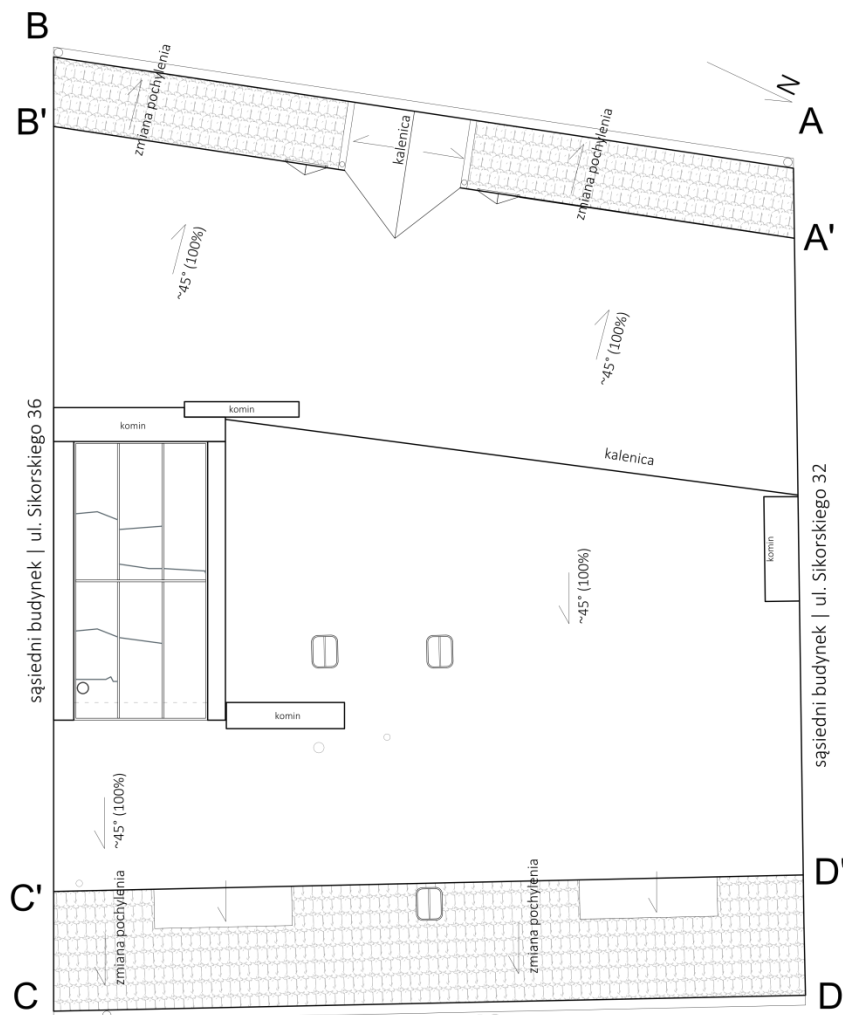 B
zmiana pochylenia
N
A
B'
kalenica
zmiana pochylenia
A'
~45° (100%)
~45° (100%)
komin
komin
kalenica
sąsiedni budynek | ul. Sikorskiego 36
sąsiedni budynek | ul. Sikorskiego 32
komin
~45° (100%)
komin
~45° (100%)
C'
D'
zmiana pochylenia
zmiana pochylenia
C
D